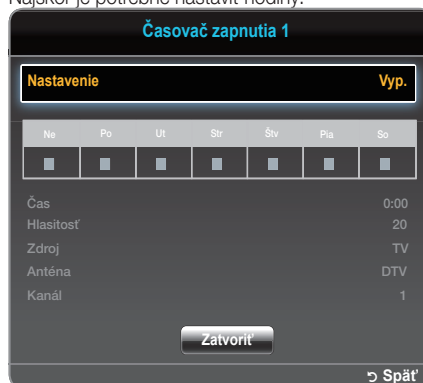 Najskôr je potrebné nastaviť hodiny.
Časovač zapnutia 1
Nastavenie Vyp.
Ne Po Ut Str Štv Pia So
Čas 0:00
Hlasitosť 20
Zdroj TV
Anténa DTV
Kanál 1
Zatvoriť
Späť